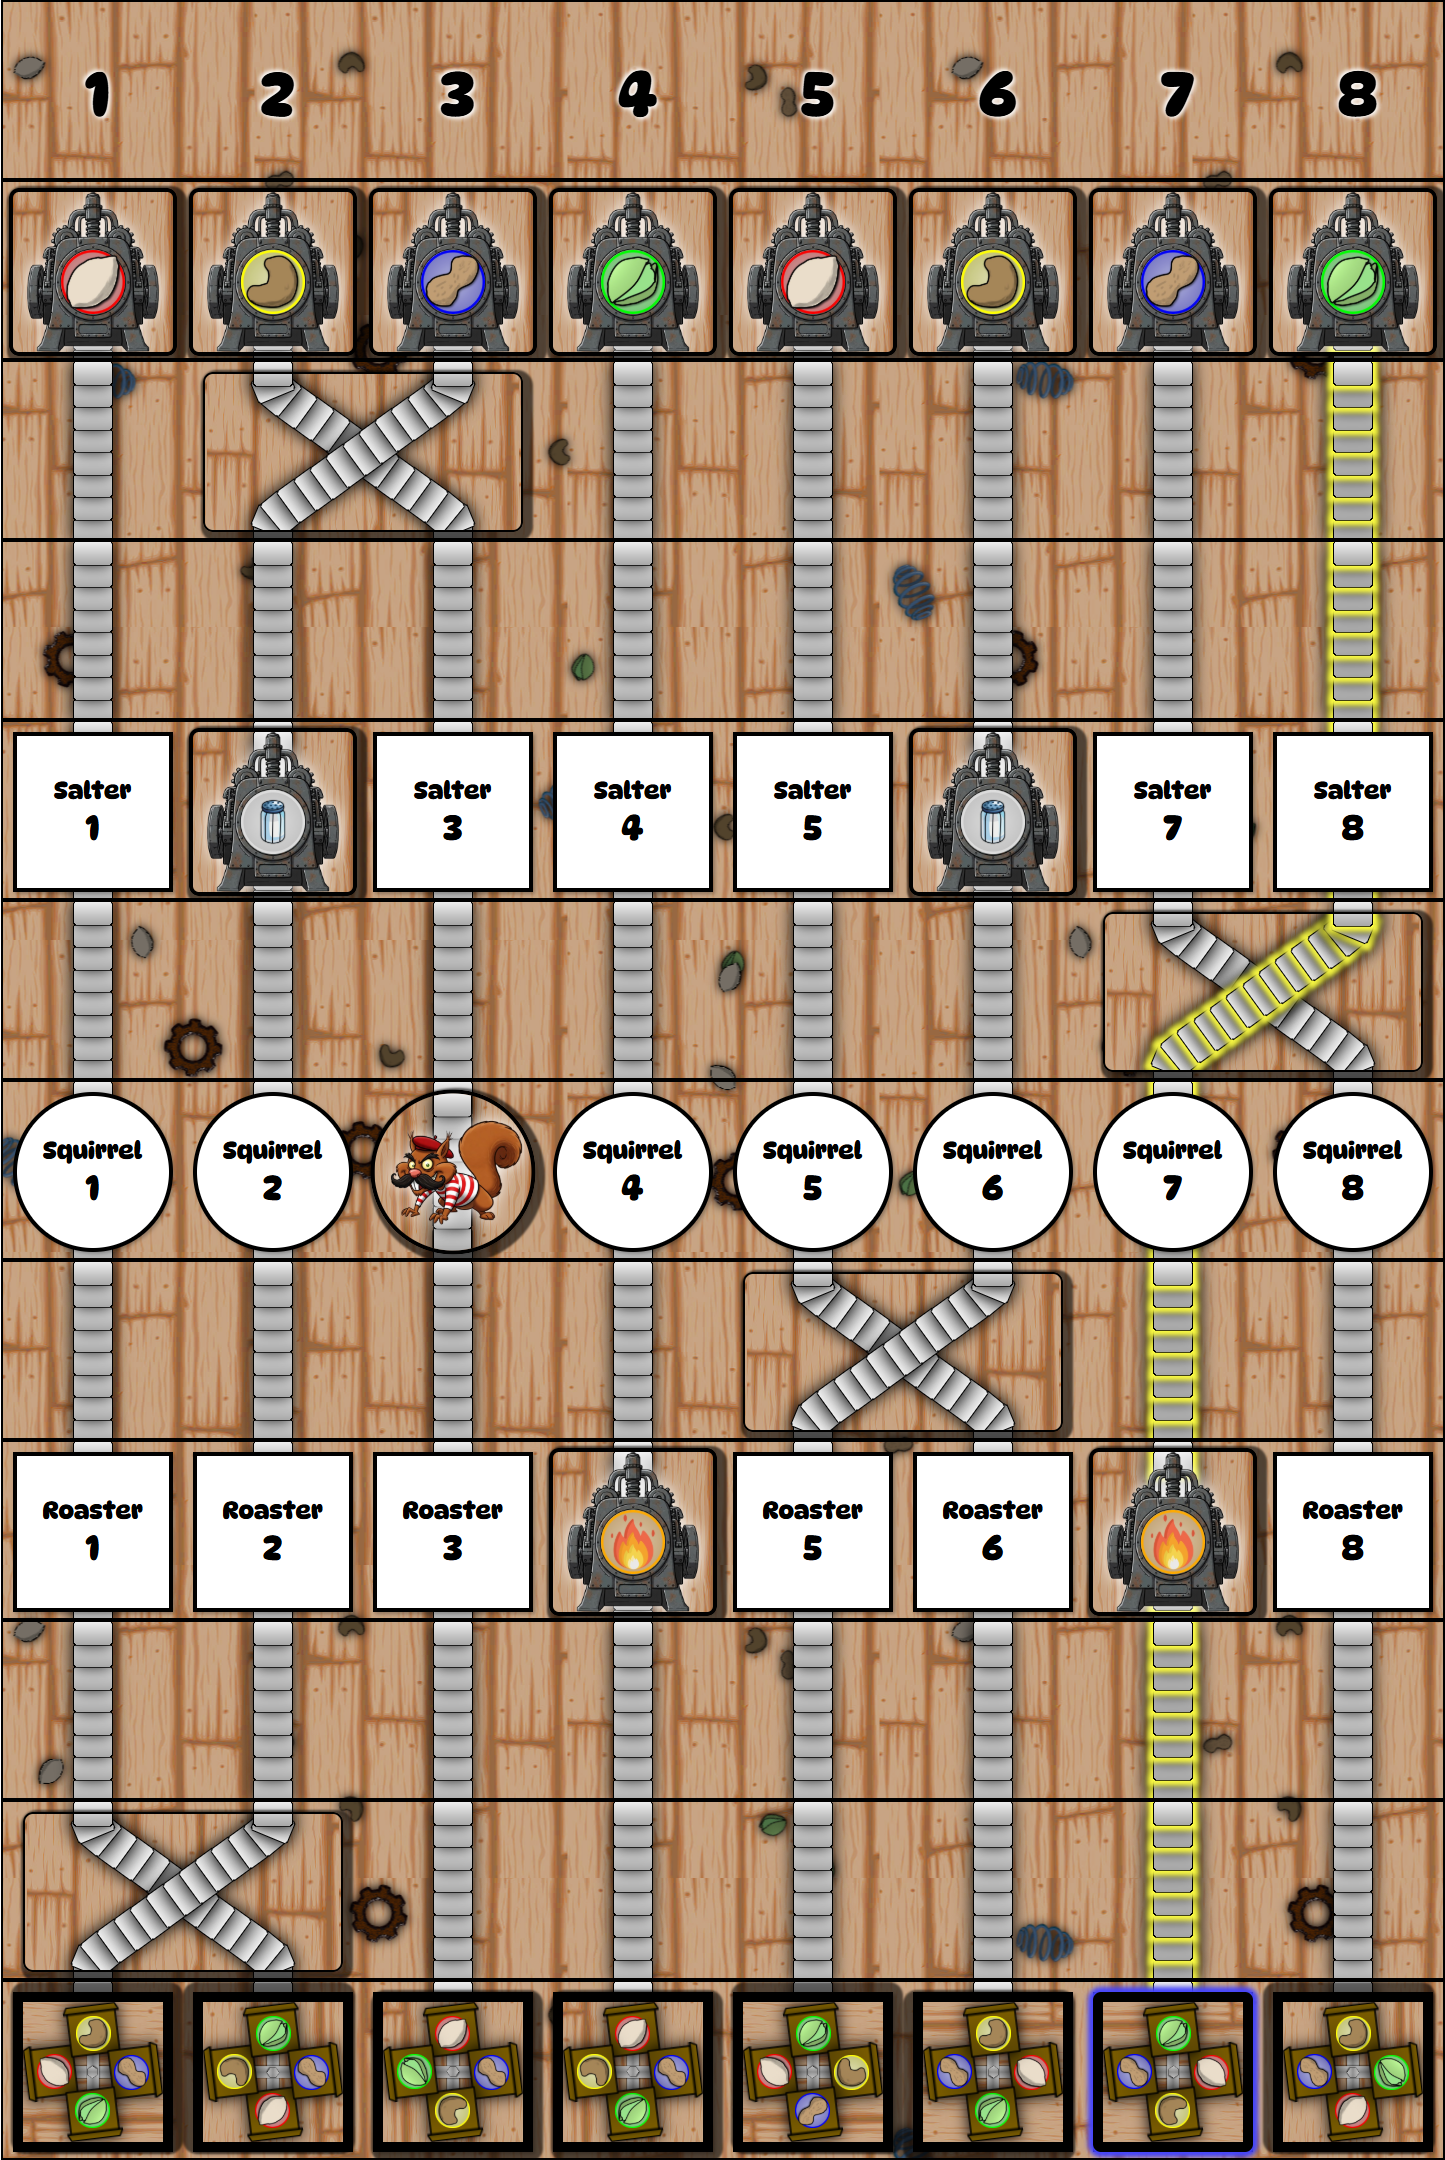 1 2 3 4 5 6 7 8
Salter Salter Salter Salter Salter Salter
1 3 4 5 7 8
Squirrel Squirrel Squirrel Squirrel Squirrel Squirrel Squirrel
1 2 4 5 6 7 8
Roaster Roaster Roaster Roaster Roaster Roaster
1 2 3 5 6 8